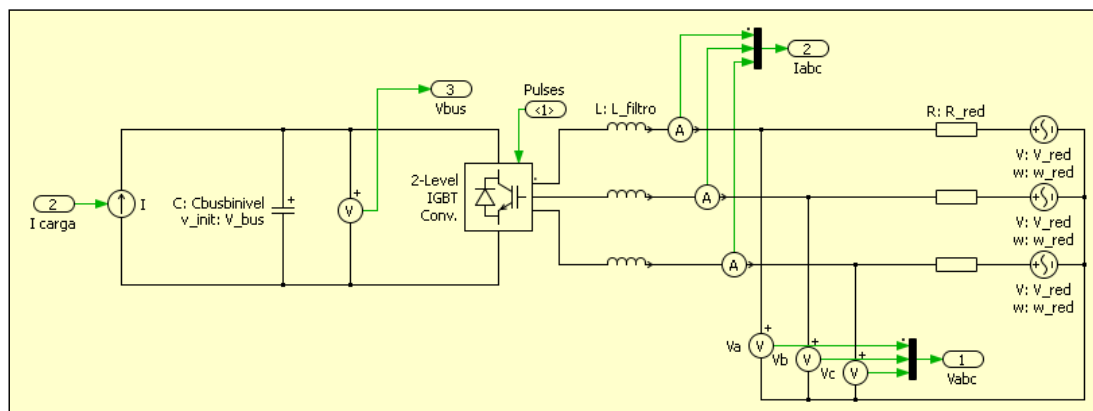 2
Iabc
3
Vbus
Pulses
<1>
L: L_filtro
A
R: R_red
V: V_red
w: w_red
2
I carga
I
C: Cbusbinivel
v_init: V_bus
V
2-Level
IGBT
Conv.
A
V: V_red
w: w_red
A
V: V_red
w: w_red
Va
V
Vb
V
Vc
V
1
Vabc